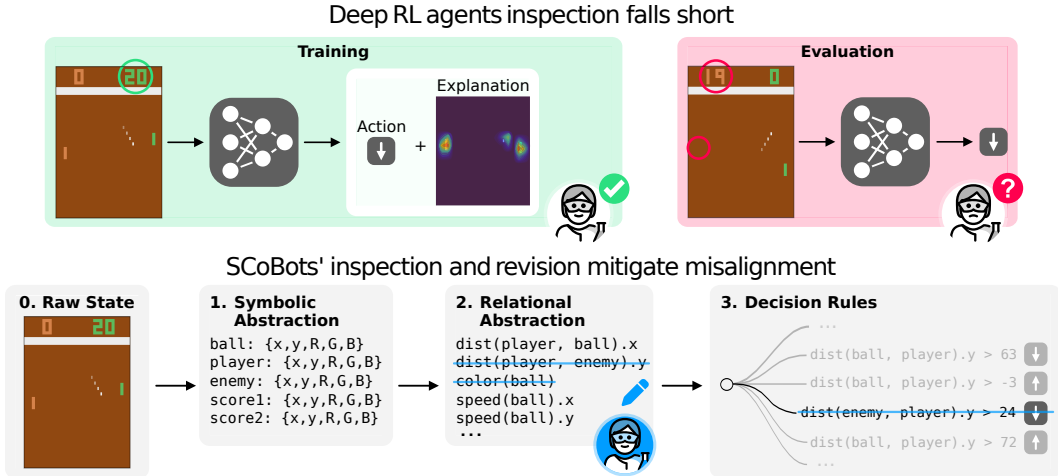 Deep RL agents inspection falls short
Training
0 20
Action
+
Explanation
Evaluation
19 0
?
SCoBots' inspection and revision mitigate misalignment
0. Raw State
0 20
1. Symbolic
Abstraction
ball: {x,y,R,G,B}
player: {x,y,R,G,B}
enemy: {x,y,R,G,B}
score1: {x,y,R,G,B}
score2: {x,y,R,G,B}
2. Relational
Abstraction
dist(player, ball).x
dist(player, enemy).y
color(ball)
speed(ball).x
speed(ball).y
...
3. Decision Rules
...
dist(ball, player).y > 63
dist(ball, player).y > -3
dist(enemy, player).y > 24
dist(ball, player).y > 72
...